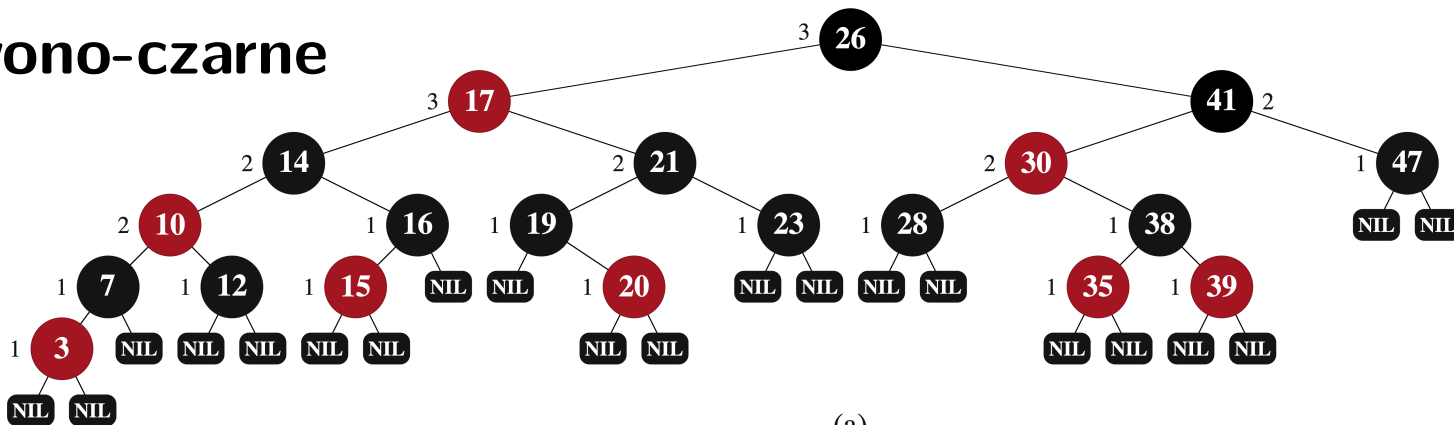 rono-czarne
3 26
3 17 41 2
2 14 2 21 2 30 1 47
2 10 1 16 1 19 1 23 1 28 1 38 NIL NIL
1 7 1 12 1 15 NIL NIL 1 20 NIL NIL NIL NIL 1 35 1 39
1 3 NIL NIL NIL NIL NIL NIL NIL NIL NIL NIL NIL
NIL NIL
(a)